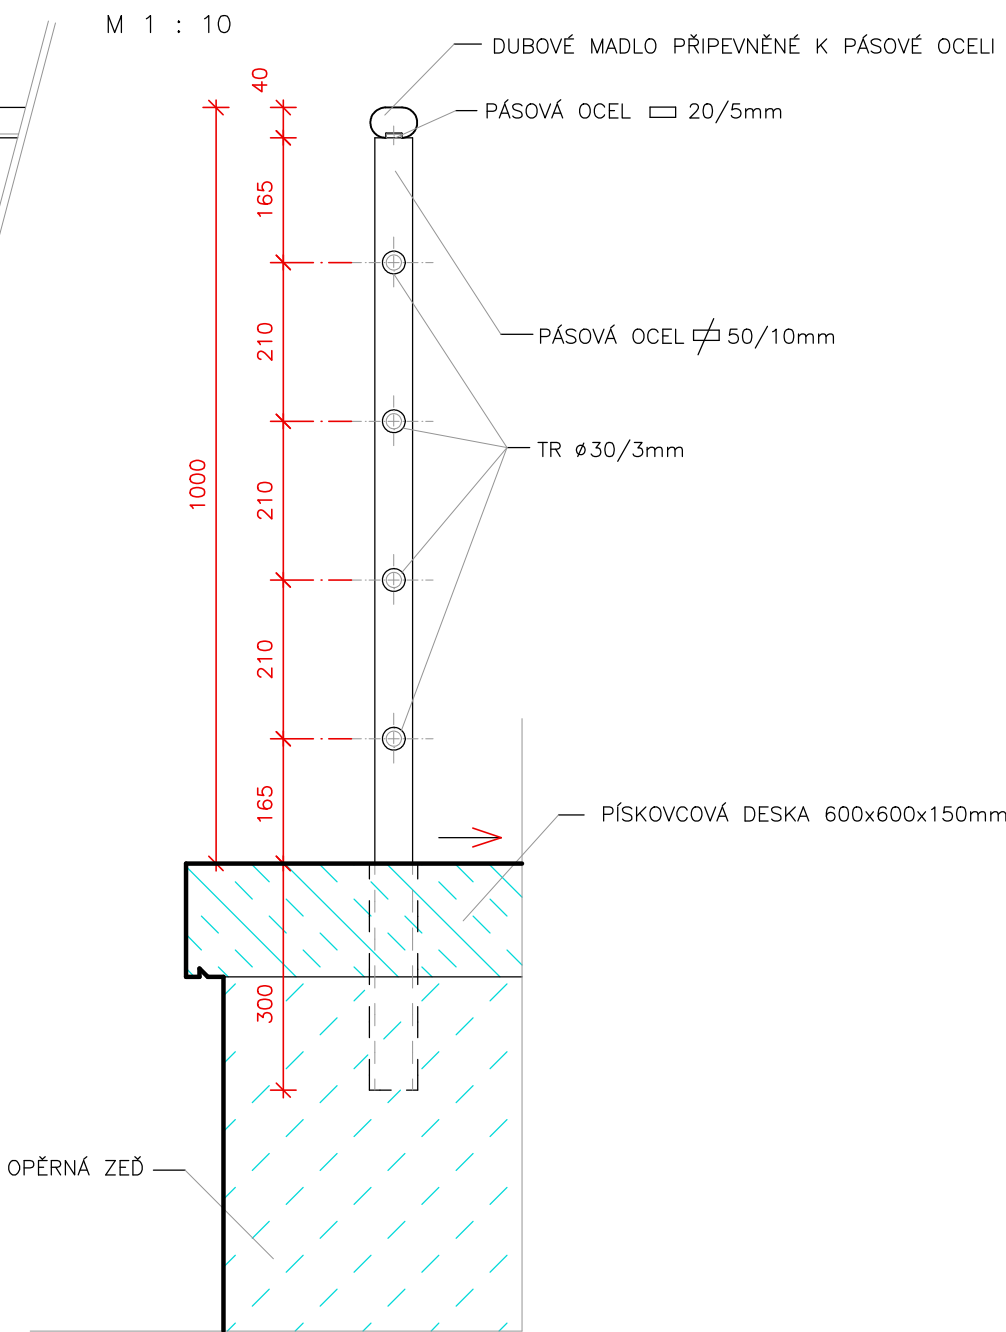 M 1 : 10
DUBOVÉ MADLO PŘIPEVNĚNÉ K PÁSOVÉ OCELI
40
PÁSOVÁ OCEL 20/5mm
165
210
PÁSOVÁ OCEL 50/10mm
TR ø30/3mm
1000
210
210
165
PÍSKOVCOVÁ DESKA 600x600x150mm
300
OPĚRNÁ ZEĎ